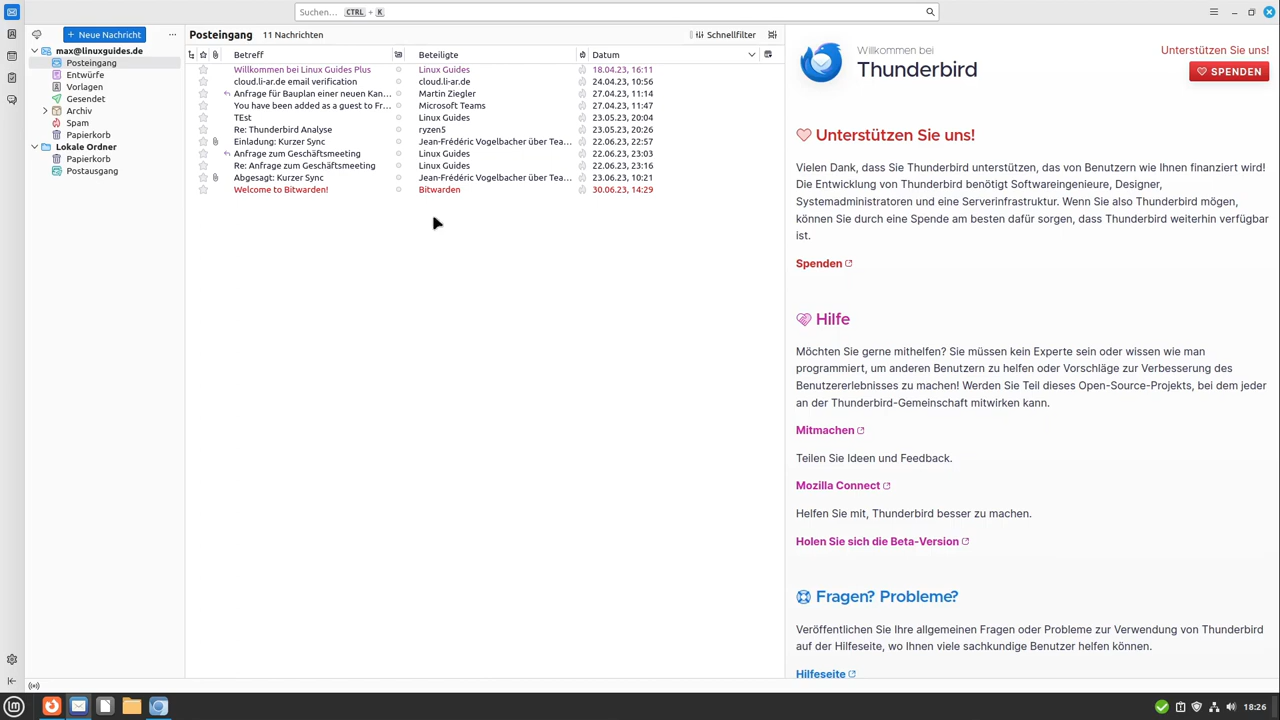 Suchen... CTRL + K
+ Neue Nachricht
max@linuxguides.de
Posteingang
Entwürfe
Vorlagen
Gesendet
Archiv
Spam
Papierkorb
Lokale Ordner
Papierkorb
Postausgang
Posteingang 11 Nachrichten Schnellfilter
Betreff Beteiligte Datum
Willkommen bei Linux Guides Plus Linux Guides 18.04.23, 16:11
cloud.li-ar.de email verification cloud.li-ar.de 24.04.23, 10:56
Anfrage für Bauplan einer neuen Kan... Martin Ziegler 27.04.23, 11:14
You have been added as a guest to Fr... Microsoft Teams 27.04.23, 11:47
TEst Linux Guides 23.05.23, 20:04
Re: Thunderbird Analyse ryzen5 23.05.23, 20:26
Einladung: Kurzer Sync Jean-Frédéric Vogelbacher über Tea... 22.06.23, 22:57
Anfrage zum Geschäftsmeeting Linux Guides 22.06.23, 23:03
Re: Anfrage zum Geschäftsmeeting Linux Guides 22.06.23, 23:16
Abgesagt: Kurzer Sync Jean-Frédéric Vogelbacher über Tea... 23.06.23, 10:21
Welcome to Bitwarden! Bitwarden 30.06.23, 14:29
Willkommen bei
Thunderbird
Unterstützen Sie uns!
SPENDEN
Unterstützen Sie uns!
Vielen Dank, dass Sie Thunderbird unterstützen, das von Benutzern wie Ihnen finanziert wird!
Die Entwicklung von Thunderbird benötigt Softwareingenieure, Designer,
Systemadministratoren und eine Serverinfrastruktur. Wenn Sie also Thunderbird mögen,
können Sie durch eine Spende am besten dafür sorgen, dass Thunderbird weiterhin verfügbar
ist.
Spenden
Hilfe
Möchten Sie gerne mithelfen? Sie müssen kein Experte sein oder wissen wie man
programmiert, um anderen Benutzern zu helfen oder Vorschläge zur Verbesserung des
Benutzererlebnisses zu machen! Werden Sie Teil dieses Open-Source-Projekts, bei dem jeder
an der Thunderbird-Gemeinschaft mitwirken kann.
Mitmachen
Teilen Sie Ideen und Feedback.
Mozilla Connect
Helfen Sie mit, Thunderbird besser zu machen.
Holen Sie sich die Beta-Version
Fragen? Probleme?
Veröffentlichen Sie Ihre allgemeinen Fragen oder Probleme zur Verwendung von Thunderbird
auf der Hilfeseite, wo Ihnen viele sachkundige Benutzer helfen können.
Hilfeseite
18:26